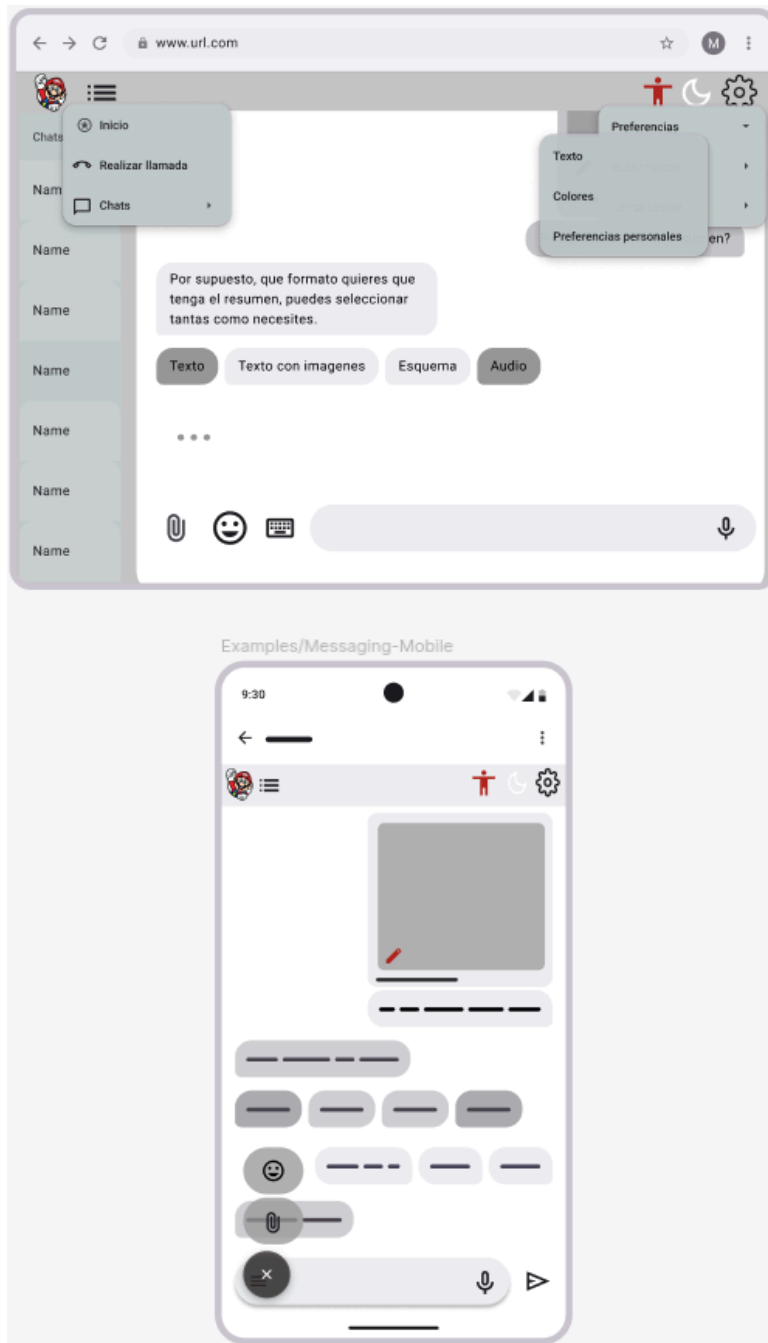 www.url.com
M
Chats
Inicio
Realizar llamada
Chats
Preferencias
Texto
Colores
Preferencias personales
en?
Nam
Name
Name
Name
Name
Name
Name
Por supuesto, que formato quieres que
tenga el resumen, puedes seleccionar
tantas como necesites.
Texto
Texto con imagenes
Esquema
Audio
Examples/Messaging-Mobile
9:30